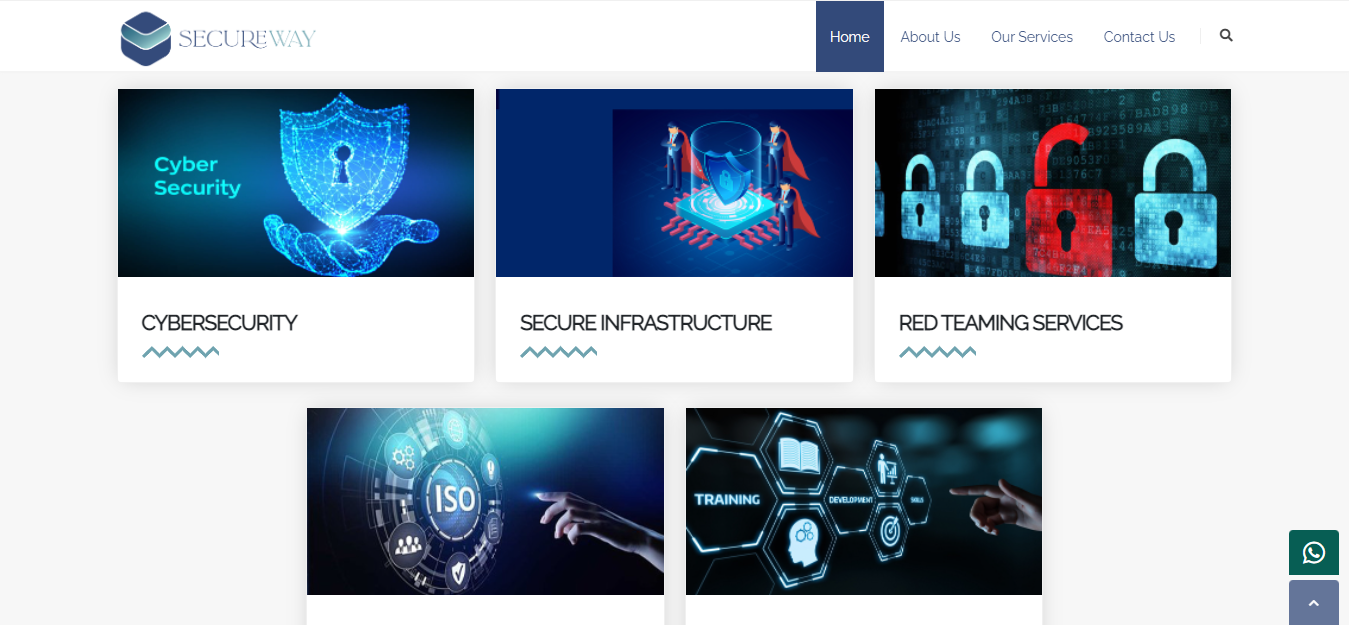 SECUREWAY
Home
About Us
Our Services
Contact Us
Cyber
Security
CYBERSECURITY
SECURE INFRASTRUCTURE
RED TEAMING SERVICES
ISO
TRAINING
DEVELOPMENT
SKILLS